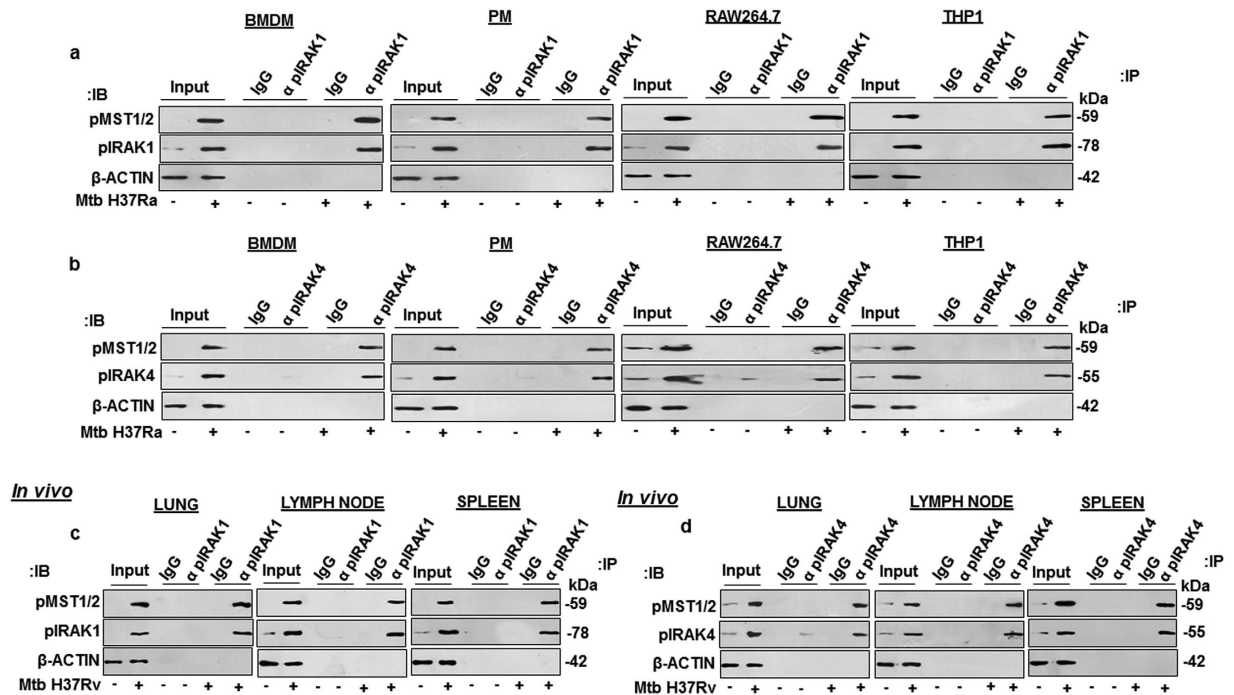 BMDM PM RAW264.7 THP1
a
Input IgG α pIRAK1 IgG α pIRAK1 Input IgG α pIRAK1 IgG α pIRAK1 Input IgG α pIRAK1 IgG α pIRAK1 Input IgG α pIRAK1 IgG α pIRAK1 :IP
:IB kDa
pMST1/2 -59
pIRAK1 -78
β-ACTIN -42
Mtb H37Ra - + - - + + - + - - + + - + - - + + - + - - + +
BMDM PM RAW264.7 THP1
b
Input IgG α pIRAK4 IgG α pIRAK4 Input IgG α pIRAK4 IgG α pIRAK4 Input IgG α pIRAK4 IgG α pIRAK4 Input IgG α pIRAK4 IgG α pIRAK4 :IP
:IB kDa
pMST1/2 -59
pIRAK4 -55
β-ACTIN -42
Mtb H37Ra - + - - + + - + - - + + - + - - + + - + - - + +
In vivo
LUNG LYMPH NODE SPLEEN
c
Input IgG α pIRAK1 IgG α pIRAK1 Input IgG α pIRAK1 IgG α pIRAK1 Input IgG α pIRAK1 IgG α pIRAK1 :IP
:IB kDa
pMST1/2 -59
pIRAK1 -78
β-ACTIN -42
Mtb H37Rv - + - - + + - + - - + + - + - - + +
In vivo
LUNG LYMPH NODE SPLEEN
d
Input IgG α pIRAK4 IgG α pIRAK4 Input IgG α pIRAK4 IgG α pIRAK4 Input IgG α pIRAK4 IgG α pIRAK4 :IP
:IB kDa
pMST1/2 -59
pIRAK4 -55
β-ACTIN -42
Mtb H37Rv - + - - + + - + - - + + - + - - + +